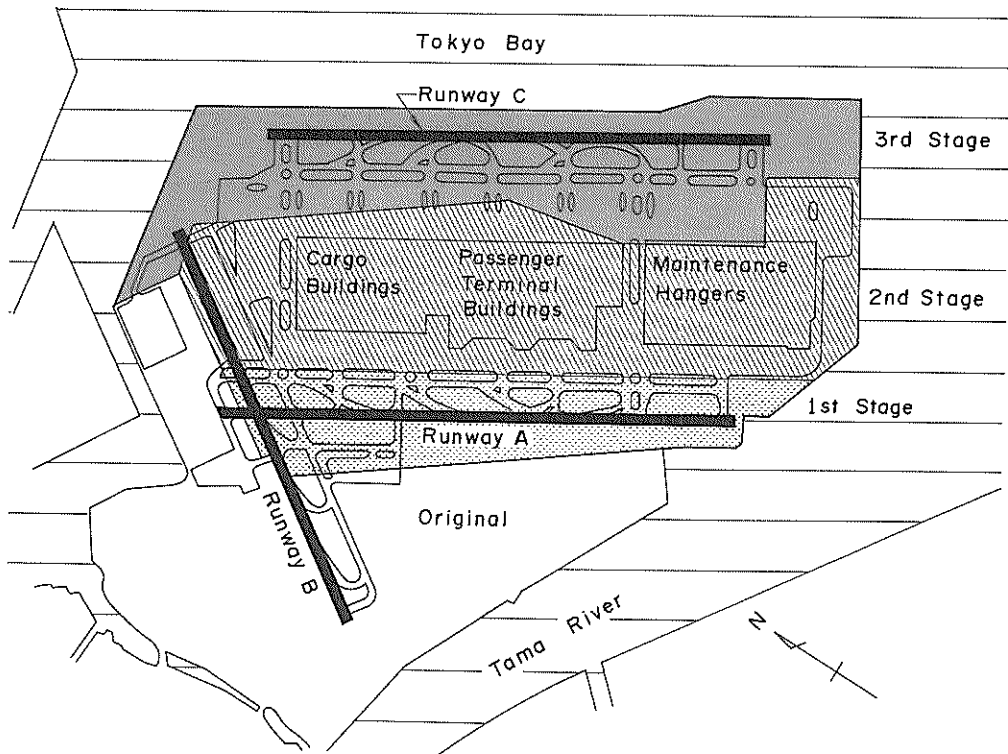 Tokyo Bay
Runway C
3rd Stage
Cargo
Buildings
Passenger
Terminal
Buildings
Maintenance
Hangers
2nd Stage
1st Stage
Runway A
Runway B
Original
Tama River
N